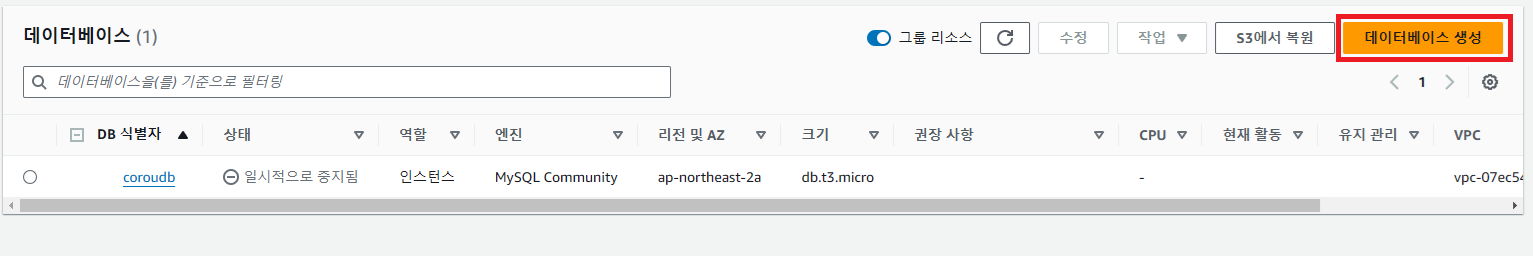 데이터베이스 (1) 그룹 리소스 수정 작업 S3에서 복원 데이터베이스 생성
데이터베이스을(를) 기준으로 필터링 1
DB 식별자 상태 역할 엔진 리전 및 AZ 크기 권장 사항 CPU 현재 활동 유지 관리 VPC
coroudb 일시적으로 중지됨 인스턴스 MySQL Community ap-northeast-2a db.t3.micro - vpc-07ec54